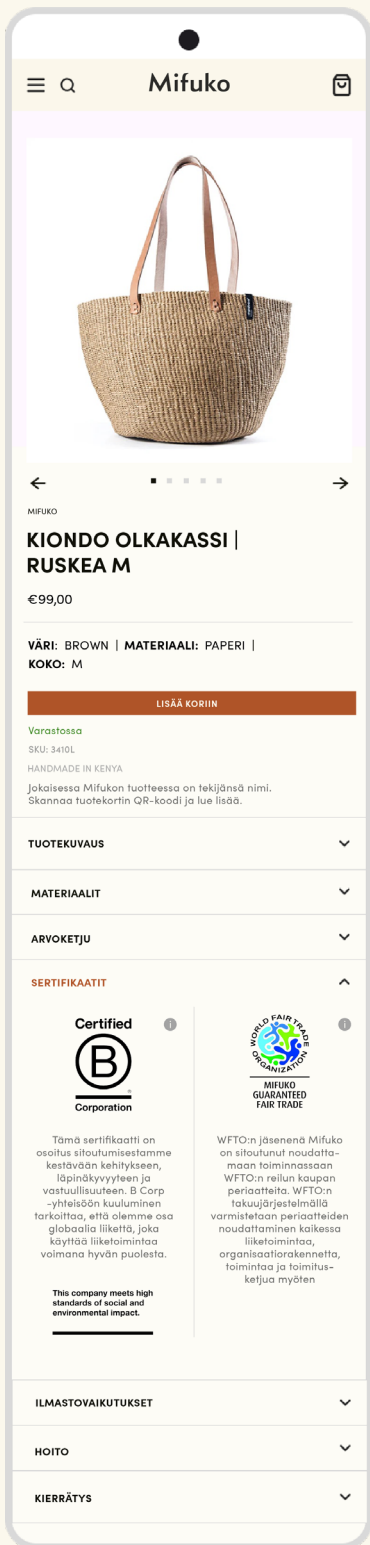 Mifuko
MIFUKO
KIONDO OLKAKASSI |
RUSKEA M
€99,00
VÄRI: BROWN | MATERIAALI: PAPERI |
KOKO: M
LISÄÄ KORIIN
Varastossa
SKU: 3410L
HANDMADE IN KENYA
Jokaisessa Mifukon tuotteessa on tekijänsä nimi.
Skannaa tuotekortin QR-koodi ja lue lisää.
TUOTEKUVAUS
MATERIAALIT
ARVOKETJU
SERTIFIKAATIT
Certified
B
®
Corporation
Tämä sertifikaatti on
osoitus sitoutumisestamme
kestävään kehitykseen,
läpinäkyvyyteen ja
vastuullisuuteen. B Corp
-yhteisöön kuuluminen
tarkoittaa, että olemme osa
globaalia liikettä, joka
käyttää liiketoimintaa
voimana hyvän puolesta.
This company meets high
standards of social and
environmental impact.
WORLD FAIR TRADE
ORGANIZATION
MIFUKO
GUARANTEED
FAIR TRADE
WFTO:n jäsenenä Mifuko
on sitoutunut noudatta-
maan toiminnassaan
WFTO:n reilun kaupan
periaatteita. WFTO:n
takuujärjestelmällä
varmistetaan periaatteiden
noudattaminen kaikessa
liiketoimintaa,
organisaatiorakennetta,
toimintaa ja toimitus-
ketjua myöten
ILMASTOVAIKUTUKSET
HOITO
KIERRÄTYS